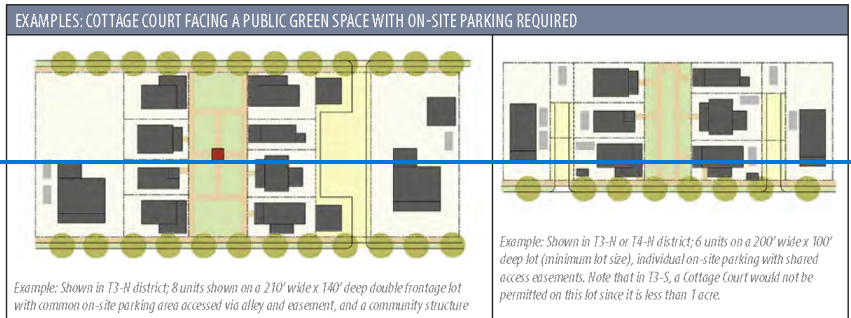 EXAMPLES: COTTAGE COURT FACING A PUBLIC GREEN SPACE WITH ON-SITE PARKING REQUIRED
Example: Shown in T3-N district; 8 units shown on a 210' wide x 140' deep double frontage lot
with common on-site parking area accessed via alley and easement, and a community structure
Example: Shown in T3-N or T4-N district; 6 units on a 200' wide x 100'
deep lot (minimum lot size), individual on-site parking with shared
access easements. Note that in T3-S, a Cottage Court would not be
permitted on this lot since it is less than 1 acre.